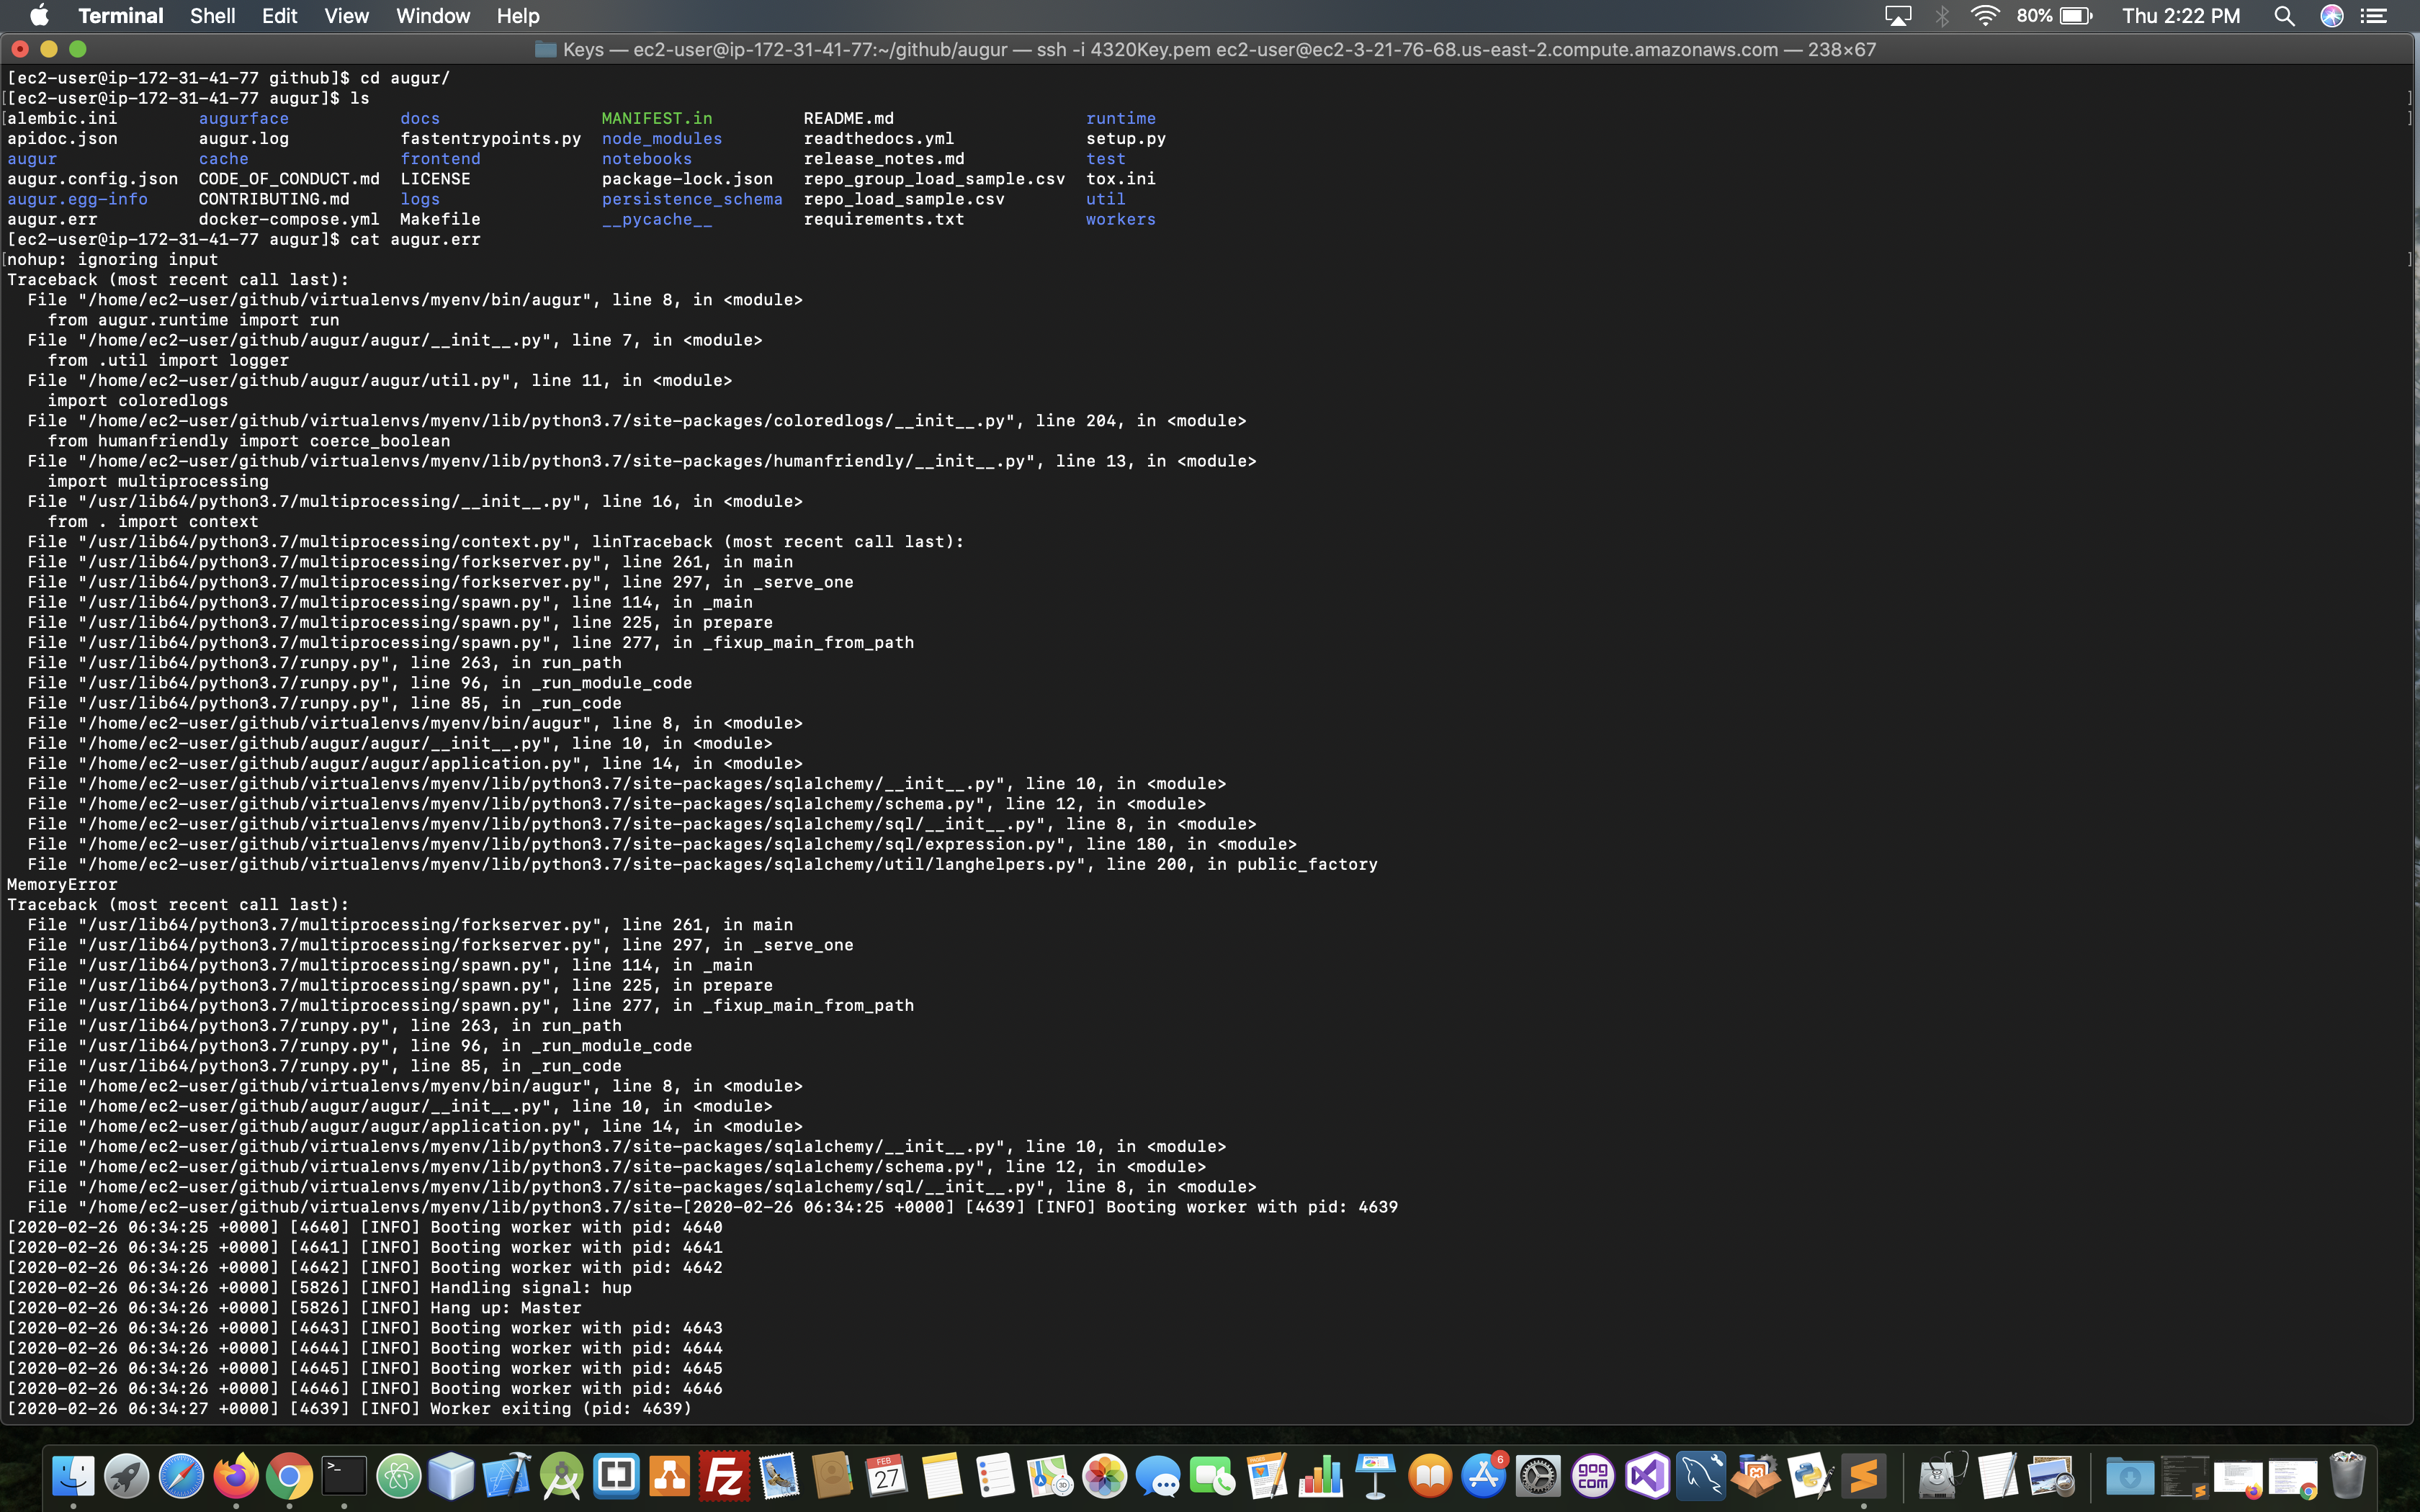 Terminal Shell Edit View Window Help 80% Thu 2:22 PM
Keys — ec2-user@ip-172-31-41-77:~/github/augur — ssh -i 4320Key.pem ec2-user@ec2-3-21-76-68.us-east-2.compute.amazonaws.com — 238×67
[ec2-user@ip-172-31-41-77 github]$ cd augur/
[[ec2-user@ip-172-31-41-77 augur]$ ls ]
[alembic.ini augurface docs MANIFEST.in README.md runtime ]
apidoc.json augur.log fastentrypoints.py node_modules readthedocs.yml setup.py
augur cache frontend notebooks release_notes.md test
augur.config.json CODE_OF_CONDUCT.md LICENSE package-lock.json repo_group_load_sample.csv tox.ini
augur.egg-info CONTRIBUTING.md logs persistence_schema repo_load_sample.csv util
augur.err docker-compose.yml Makefile __pycache__ requirements.txt workers
[ec2-user@ip-172-31-41-77 augur]$ cat augur.err
[nohup: ignoring input ]
Traceback (most recent call last):
File "/home/ec2-user/github/virtualenvs/myenv/bin/augur", line 8, in <module>
from augur.runtime import run
File "/home/ec2-user/github/augur/augur/__init__.py", line 7, in <module>
from .util import logger
File "/home/ec2-user/github/augur/augur/util.py", line 11, in <module>
import coloredlogs
File "/home/ec2-user/github/virtualenvs/myenv/lib/python3.7/site-packages/coloredlogs/__init__.py", line 204, in <module>
from humanfriendly import coerce_boolean
File "/home/ec2-user/github/virtualenvs/myenv/lib/python3.7/site-packages/humanfriendly/__init__.py", line 13, in <module>
import multiprocessing
File "/usr/lib64/python3.7/multiprocessing/__init__.py", line 16, in <module>
from . import context
File "/usr/lib64/python3.7/multiprocessing/context.py", linTraceback (most recent call last):
File "/usr/lib64/python3.7/multiprocessing/forkserver.py", line 261, in main
File "/usr/lib64/python3.7/multiprocessing/forkserver.py", line 297, in _serve_one
File "/usr/lib64/python3.7/multiprocessing/spawn.py", line 114, in _main
File "/usr/lib64/python3.7/multiprocessing/spawn.py", line 225, in prepare
File "/usr/lib64/python3.7/multiprocessing/spawn.py", line 277, in _fixup_main_from_path
File "/usr/lib64/python3.7/runpy.py", line 263, in run_path
File "/usr/lib64/python3.7/runpy.py", line 96, in _run_module_code
File "/usr/lib64/python3.7/runpy.py", line 85, in _run_code
File "/home/ec2-user/github/virtualenvs/myenv/bin/augur", line 8, in <module>
File "/home/ec2-user/github/augur/augur/__init__.py", line 10, in <module>
File "/home/ec2-user/github/augur/augur/application.py", line 14, in <module>
File "/home/ec2-user/github/virtualenvs/myenv/lib/python3.7/site-packages/sqlalchemy/__init__.py", line 10, in <module>
File "/home/ec2-user/github/virtualenvs/myenv/lib/python3.7/site-packages/sqlalchemy/schema.py", line 12, in <module>
File "/home/ec2-user/github/virtualenvs/myenv/lib/python3.7/site-packages/sqlalchemy/sql/__init__.py", line 8, in <module>
File "/home/ec2-user/github/virtualenvs/myenv/lib/python3.7/site-packages/sqlalchemy/sql/expression.py", line 180, in <module>
File "/home/ec2-user/github/virtualenvs/myenv/lib/python3.7/site-packages/sqlalchemy/util/langhelpers.py", line 200, in public_factory
MemoryError
Traceback (most recent call last):
File "/usr/lib64/python3.7/multiprocessing/forkserver.py", line 261, in main
File "/usr/lib64/python3.7/multiprocessing/forkserver.py", line 297, in _serve_one
File "/usr/lib64/python3.7/multiprocessing/spawn.py", line 114, in _main
File "/usr/lib64/python3.7/multiprocessing/spawn.py", line 225, in prepare
File "/usr/lib64/python3.7/multiprocessing/spawn.py", line 277, in _fixup_main_from_path
File "/usr/lib64/python3.7/runpy.py", line 263, in run_path
File "/usr/lib64/python3.7/runpy.py", line 96, in _run_module_code
File "/usr/lib64/python3.7/runpy.py", line 85, in _run_code
File "/home/ec2-user/github/virtualenvs/myenv/bin/augur", line 8, in <module>
File "/home/ec2-user/github/augur/augur/__init__.py", line 10, in <module>
File "/home/ec2-user/github/augur/augur/application.py", line 14, in <module>
File "/home/ec2-user/github/virtualenvs/myenv/lib/python3.7/site-packages/sqlalchemy/__init__.py", line 10, in <module>
File "/home/ec2-user/github/virtualenvs/myenv/lib/python3.7/site-packages/sqlalchemy/schema.py", line 12, in <module>
File "/home/ec2-user/github/virtualenvs/myenv/lib/python3.7/site-packages/sqlalchemy/sql/__init__.py", line 8, in <module>
File "/home/ec2-user/github/virtualenvs/myenv/lib/python3.7/site-[2020-02-26 06:34:25 +0000] [4639] [INFO] Booting worker with pid: 4639
[2020-02-26 06:34:25 +0000] [4640] [INFO] Booting worker with pid: 4640
[2020-02-26 06:34:25 +0000] [4641] [INFO] Booting worker with pid: 4641
[2020-02-26 06:34:26 +0000] [4642] [INFO] Booting worker with pid: 4642
[2020-02-26 06:34:26 +0000] [5826] [INFO] Handling signal: hup
[2020-02-26 06:34:26 +0000] [5826] [INFO] Hang up: Master
[2020-02-26 06:34:26 +0000] [4643] [INFO] Booting worker with pid: 4643
[2020-02-26 06:34:26 +0000] [4644] [INFO] Booting worker with pid: 4644
[2020-02-26 06:34:26 +0000] [4645] [INFO] Booting worker with pid: 4645
[2020-02-26 06:34:26 +0000] [4646] [INFO] Booting worker with pid: 4646
[2020-02-26 06:34:27 +0000] [4639] [INFO] Worker exiting (pid: 4639)
FEB
27
6
GOG
COM